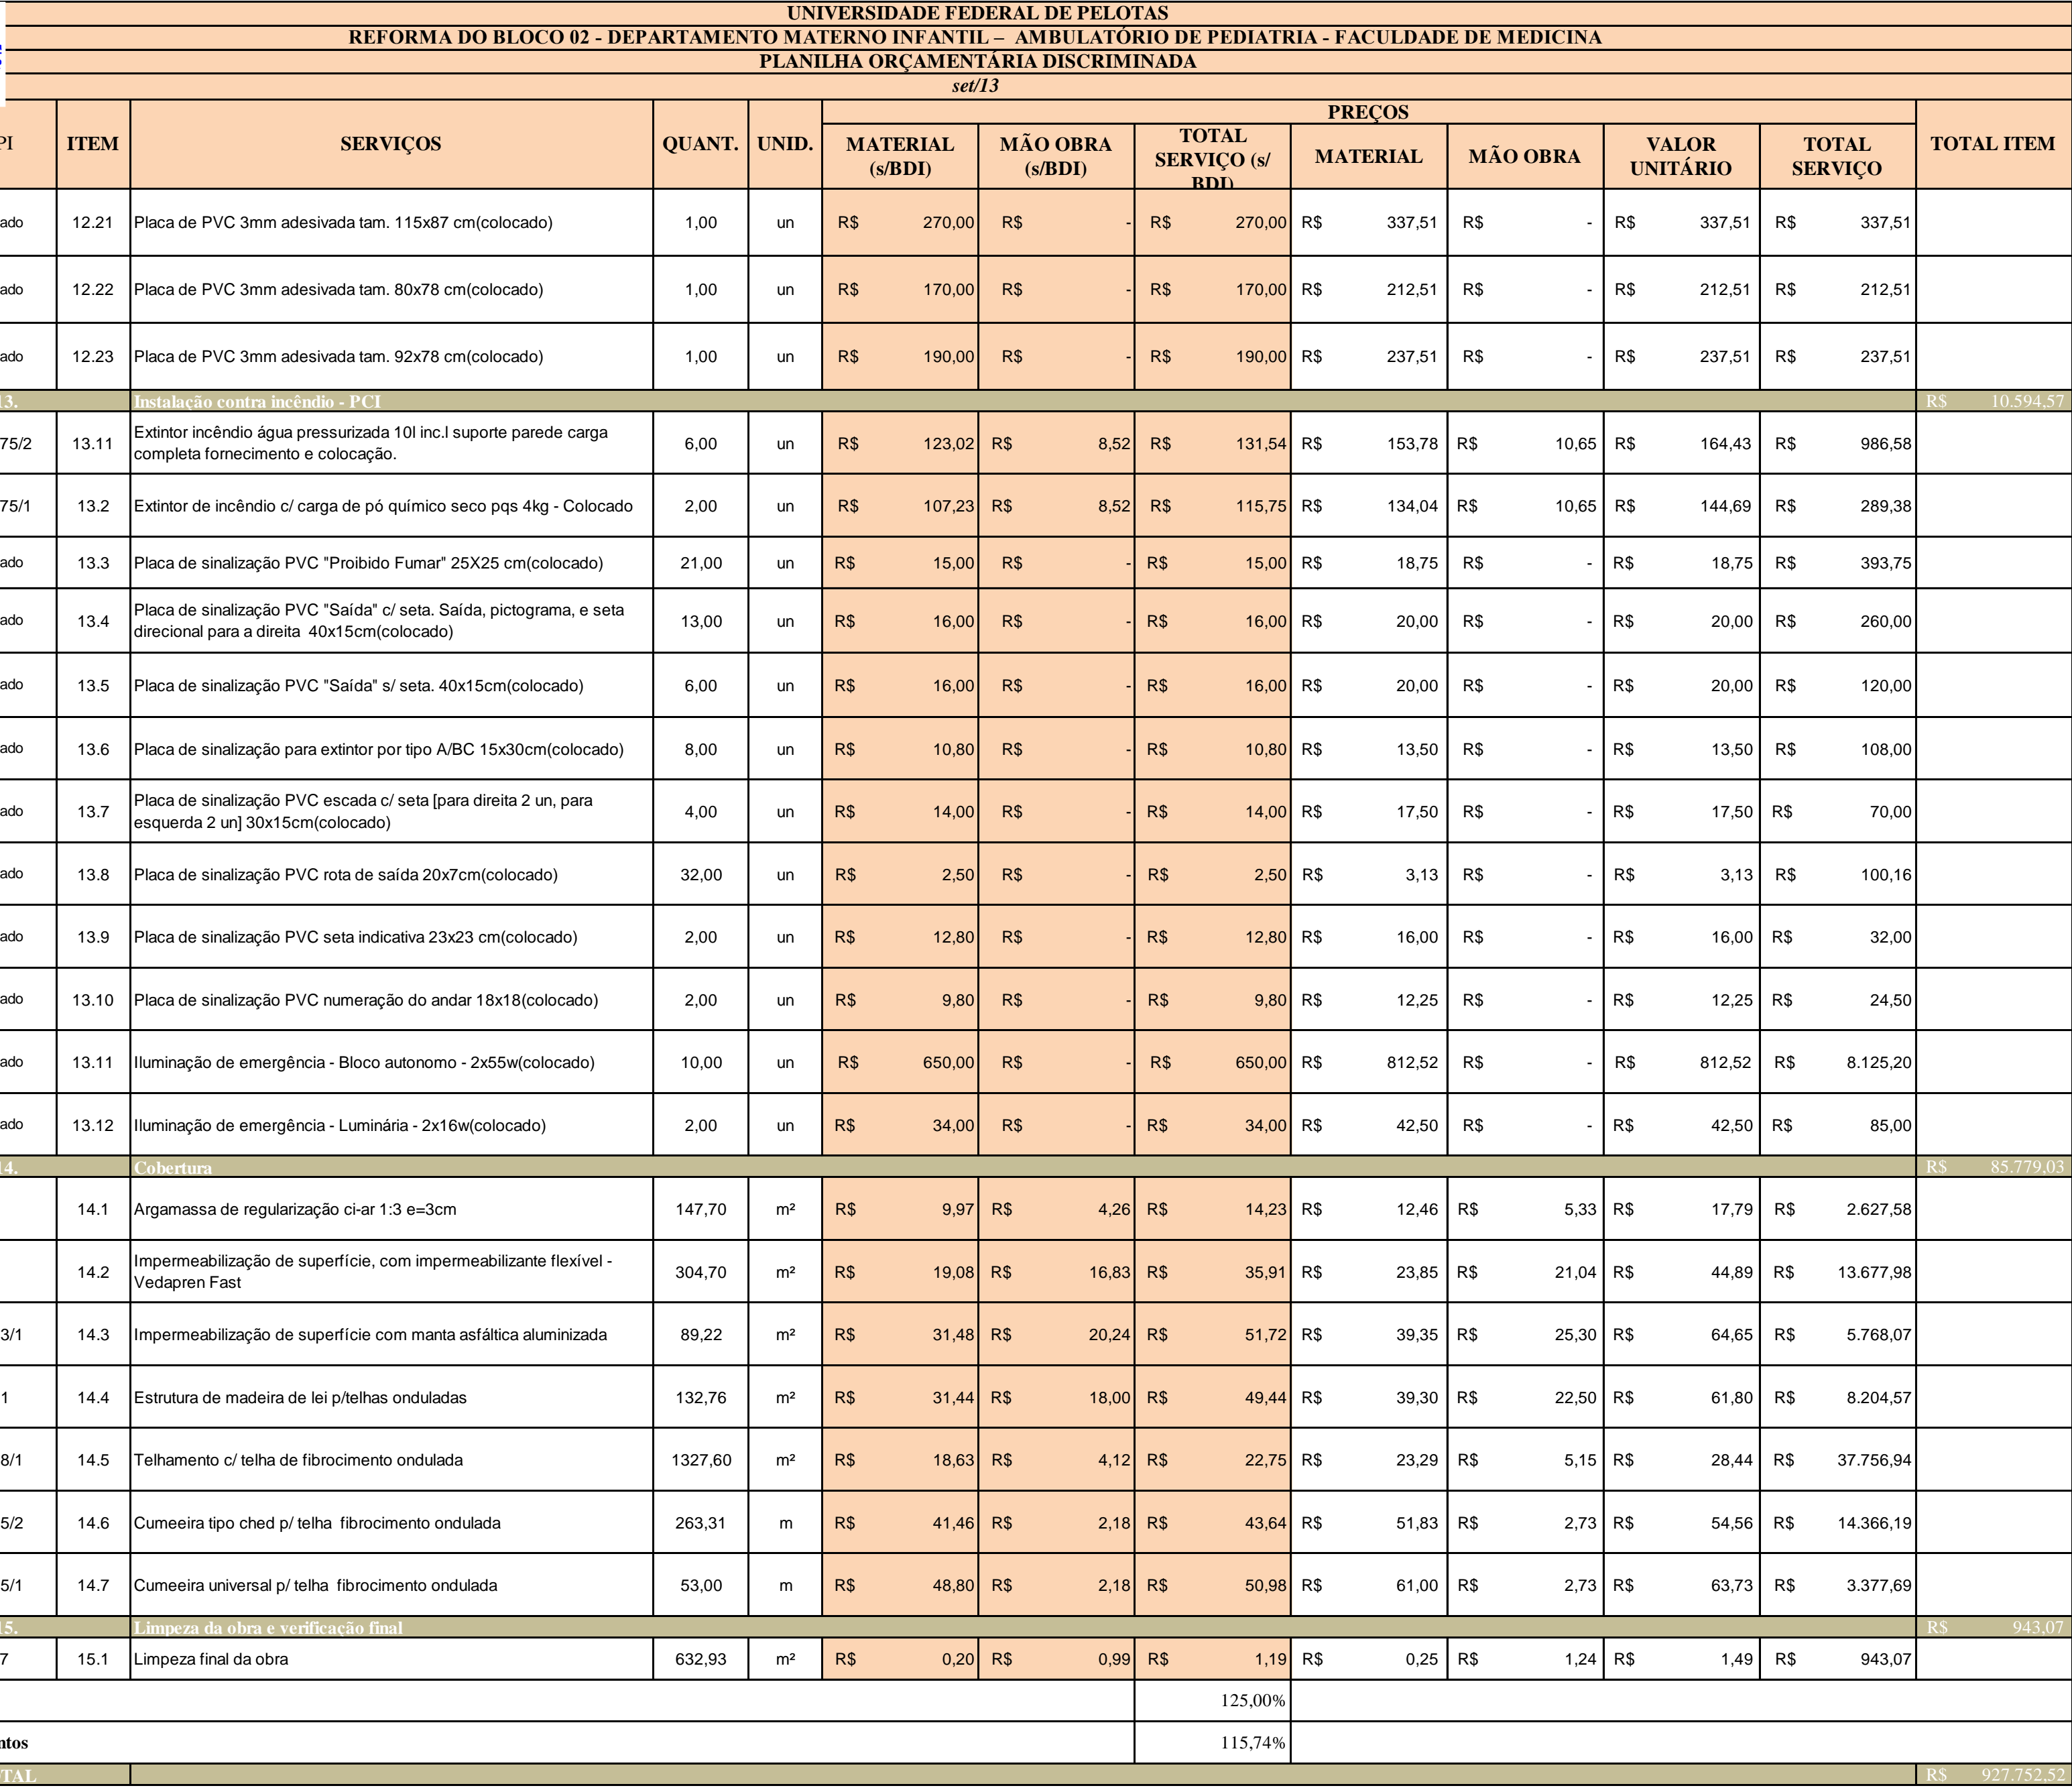 UNIVERSIDADE FEDERAL DE PELOTAS
REFORMA DO BLOCO 02 - DEPARTAMENTO MATERNO INFANTIL – AMBULATÓRIO DE PEDIATRIA - FACULDADE DE MEDICINA
PLANILHA ORÇAMENTÁRIA DISCRIMINADA
set/13
PI ITEM SERVIÇOS QUANT. UNID. PREÇOS TOTAL ITEM
MATERIAL (s/BDI) MÃO OBRA (s/BDI) TOTAL SERVIÇO (s/ BDI) MATERIAL MÃO OBRA VALOR UNITÁRIO TOTAL SERVIÇO
ado 12.21 Placa de PVC 3mm adesivada tam. 115x87 cm(colocado) 1,00 un R$ 270,00 R$ - R$ 270,00 R$ 337,51 R$ - R$ 337,51 R$ 337,51
ado 12.22 Placa de PVC 3mm adesivada tam. 80x78 cm(colocado) 1,00 un R$ 170,00 R$ - R$ 170,00 R$ 212,51 R$ - R$ 212,51 R$ 212,51
ado 12.23 Placa de PVC 3mm adesivada tam. 92x78 cm(colocado) 1,00 un R$ 190,00 R$ - R$ 190,00 R$ 237,51 R$ - R$ 237,51 R$ 237,51
13. Instalação contra incêndio - PCI R$ 10.594,57
75/2 13.11 Extintor incêndio água pressurizada 10l inc.l suporte parede carga
completa fornecimento e colocação. 6,00 un R$ 123,02 R$ 8,52 R$ 131,54 R$ 153,78 R$ 10,65 R$ 164,43 R$ 986,58
75/1 13.2 Extintor de incêndio c/ carga de pó químico seco pqs 4kg - Colocado 2,00 un R$ 107,23 R$ 8,52 R$ 115,75 R$ 134,04 R$ 10,65 R$ 144,69 R$ 289,38
ado 13.3 Placa de sinalização PVC "Proibido Fumar" 25X25 cm(colocado) 21,00 un R$ 15,00 R$ - R$ 15,00 R$ 18,75 R$ - R$ 18,75 R$ 393,75
ado 13.4 Placa de sinalização PVC "Saída" c/ seta. Saída, pictograma, e seta
direcional para a direita 40x15cm(colocado) 13,00 un R$ 16,00 R$ - R$ 16,00 R$ 20,00 R$ - R$ 20,00 R$ 260,00
ado 13.5 Placa de sinalização PVC "Saída" s/ seta. 40x15cm(colocado) 6,00 un R$ 16,00 R$ - R$ 16,00 R$ 20,00 R$ - R$ 20,00 R$ 120,00
ado 13.6 Placa de sinalização para extintor por tipo A/BC 15x30cm(colocado) 8,00 un R$ 10,80 R$ - R$ 10,80 R$ 13,50 R$ - R$ 13,50 R$ 108,00
ado 13.7 Placa de sinalização PVC escada c/ seta [para direita 2 un, para
esquerda 2 un] 30x15cm(colocado) 4,00 un R$ 14,00 R$ - R$ 14,00 R$ 17,50 R$ - R$ 17,50 R$ 70,00
ado 13.8 Placa de sinalização PVC rota de saída 20x7cm(colocado) 32,00 un R$ 2,50 R$ - R$ 2,50 R$ 3,13 R$ - R$ 3,13 R$ 100,16
ado 13.9 Placa de sinalização PVC seta indicativa 23x23 cm(colocado) 2,00 un R$ 12,80 R$ - R$ 12,80 R$ 16,00 R$ - R$ 16,00 R$ 32,00
ado 13.10 Placa de sinalização PVC numeração do andar 18x18(colocado) 2,00 un R$ 9,80 R$ - R$ 9,80 R$ 12,25 R$ - R$ 12,25 R$ 24,50
ado 13.11 Iluminação de emergência - Bloco autonomo - 2x55w(colocado) 10,00 un R$ 650,00 R$ - R$ 650,00 R$ 812,52 R$ - R$ 812,52 R$ 8.125,20
ado 13.12 Iluminação de emergência - Luminária - 2x16w(colocado) 2,00 un R$ 34,00 R$ - R$ 34,00 R$ 42,50 R$ - R$ 42,50 R$ 85,00
14. Cobertura R$ 85.779,03
14.1 Argamassa de regularização ci-ar 1:3 e=3cm 147,70 m² R$ 9,97 R$ 4,26 R$ 14,23 R$ 12,46 R$ 5,33 R$ 17,79 R$ 2.627,58
14.2 Impermeabilização de superfície, com impermeabilizante flexível -
Vedapren Fast 304,70 m² R$ 19,08 R$ 16,83 R$ 35,91 R$ 23,85 R$ 21,04 R$ 44,89 R$ 13.677,98
3/1 14.3 Impermeabilização de superfície com manta asfáltica aluminizada 89,22 m² R$ 31,48 R$ 20,24 R$ 51,72 R$ 39,35 R$ 25,30 R$ 64,65 R$ 5.768,07
1 14.4 Estrutura de madeira de lei p/telhas onduladas 132,76 m² R$ 31,44 R$ 18,00 R$ 49,44 R$ 39,30 R$ 22,50 R$ 61,80 R$ 8.204,57
8/1 14.5 Telhamento c/ telha de fibrocimento ondulada 1327,60 m² R$ 18,63 R$ 4,12 R$ 22,75 R$ 23,29 R$ 5,15 R$ 28,44 R$ 37.756,94
5/2 14.6 Cumeeira tipo ched p/ telha fibrocimento ondulada 263,31 m R$ 41,46 R$ 2,18 R$ 43,64 R$ 51,83 R$ 2,73 R$ 54,56 R$ 14.366,19
5/1 14.7 Cumeeira universal p/ telha fibrocimento ondulada 53,00 m R$ 48,80 R$ 2,18 R$ 50,98 R$ 61,00 R$ 2,73 R$ 63,73 R$ 3.377,69
15. Limpeza da obra e verificação final R$ 943,07
7 15.1 Limpeza final da obra 632,93 m² R$ 0,20 R$ 0,99 R$ 1,19 R$ 0,25 R$ 1,24 R$ 1,49 R$ 943,07
125,00%
ntos 115,74%
TAL R$ 927.752,52